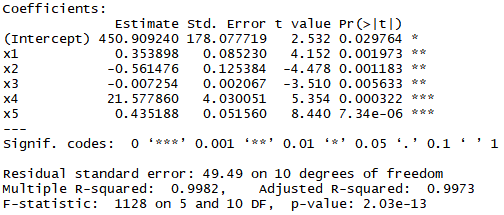 Coefficients:
              Estimate Std. Error t value Pr(>|t|)
(Intercept) 450.909240 178.077719   2.532 0.029764 *
x1            0.353898   0.085230   4.152 0.001973 **
x2           -0.561476   0.125384  -4.478 0.001183 **
x3           -0.007254   0.002067  -3.510 0.005633 **
x4           21.577860   4.030051   5.354 0.000322 ***
x5            0.435188   0.051560   8.440 7.34e-06 ***
---
Signif. codes:  0 ‘***’ 0.001 ‘**’ 0.01 ‘*’ 0.05 ‘.’ 0.1 ‘ ’ 1
Residual standard error: 49.49 on 10 degrees of freedom
Multiple R-squared:  0.9982,    Adjusted R-squared:  0.9973
F-statistic:  1128 on 5 and 10 DF,  p-value: 2.03e-13